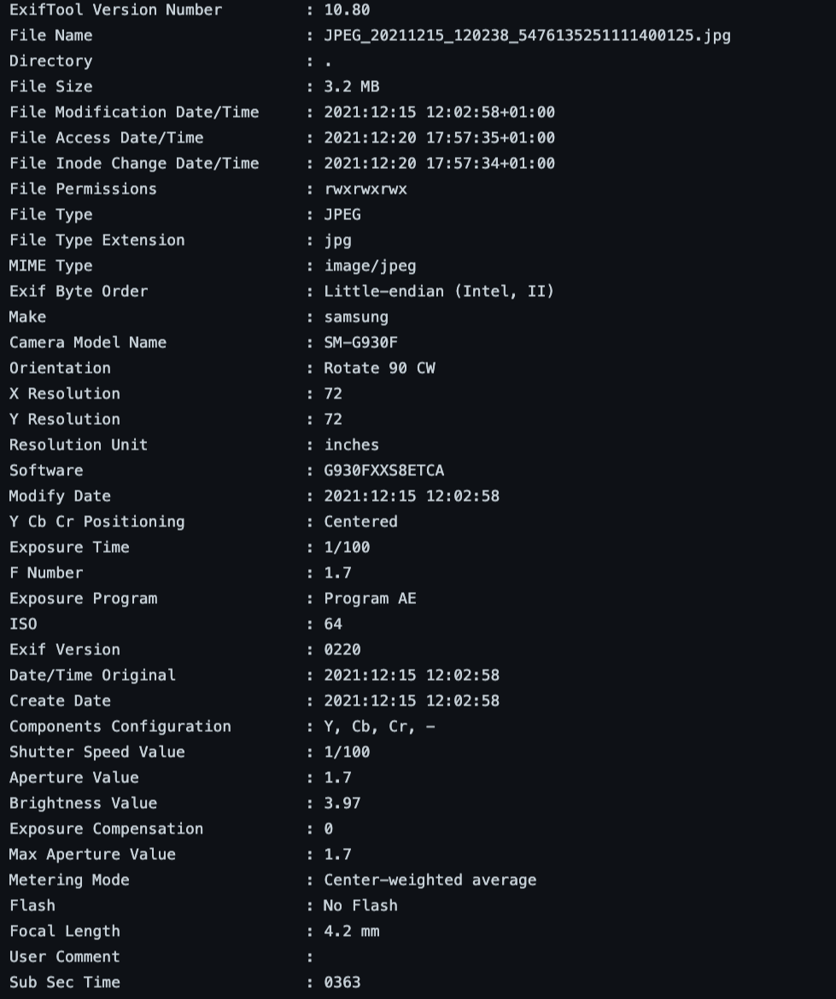 ExifTool Version Number : 10.80
File Name : JPEG_20211215_120238_5476135251111400125.jpg
Directory : .
File Size : 3.2 MB
File Modification Date/Time : 2021:12:15 12:02:58+01:00
File Access Date/Time : 2021:12:20 17:57:35+01:00
File Inode Change Date/Time : 2021:12:20 17:57:34+01:00
File Permissions : rwxrwxrwx
File Type : JPEG
File Type Extension : jpg
MIME Type : image/jpeg
Exif Byte Order : Little-endian (Intel, II)
Make : samsung
Camera Model Name : SM-G930F
Orientation : Rotate 90 CW
X Resolution : 72
Y Resolution : 72
Resolution Unit : inches
Software : G930FXXS8ETCA
Modify Date : 2021:12:15 12:02:58
Y Cb Cr Positioning : Centered
Exposure Time : 1/100
F Number : 1.7
Exposure Program : Program AE
ISO : 64
Exif Version : 0220
Date/Time Original : 2021:12:15 12:02:58
Create Date : 2021:12:15 12:02:58
Components Configuration : Y, Cb, Cr, -
Shutter Speed Value : 1/100
Aperture Value : 1.7
Brightness Value : 3.97
Exposure Compensation : 0
Max Aperture Value : 1.7
Metering Mode : Center-weighted average
Flash : No Flash
Focal Length : 4.2 mm
User Comment :
Sub Sec Time : 0363